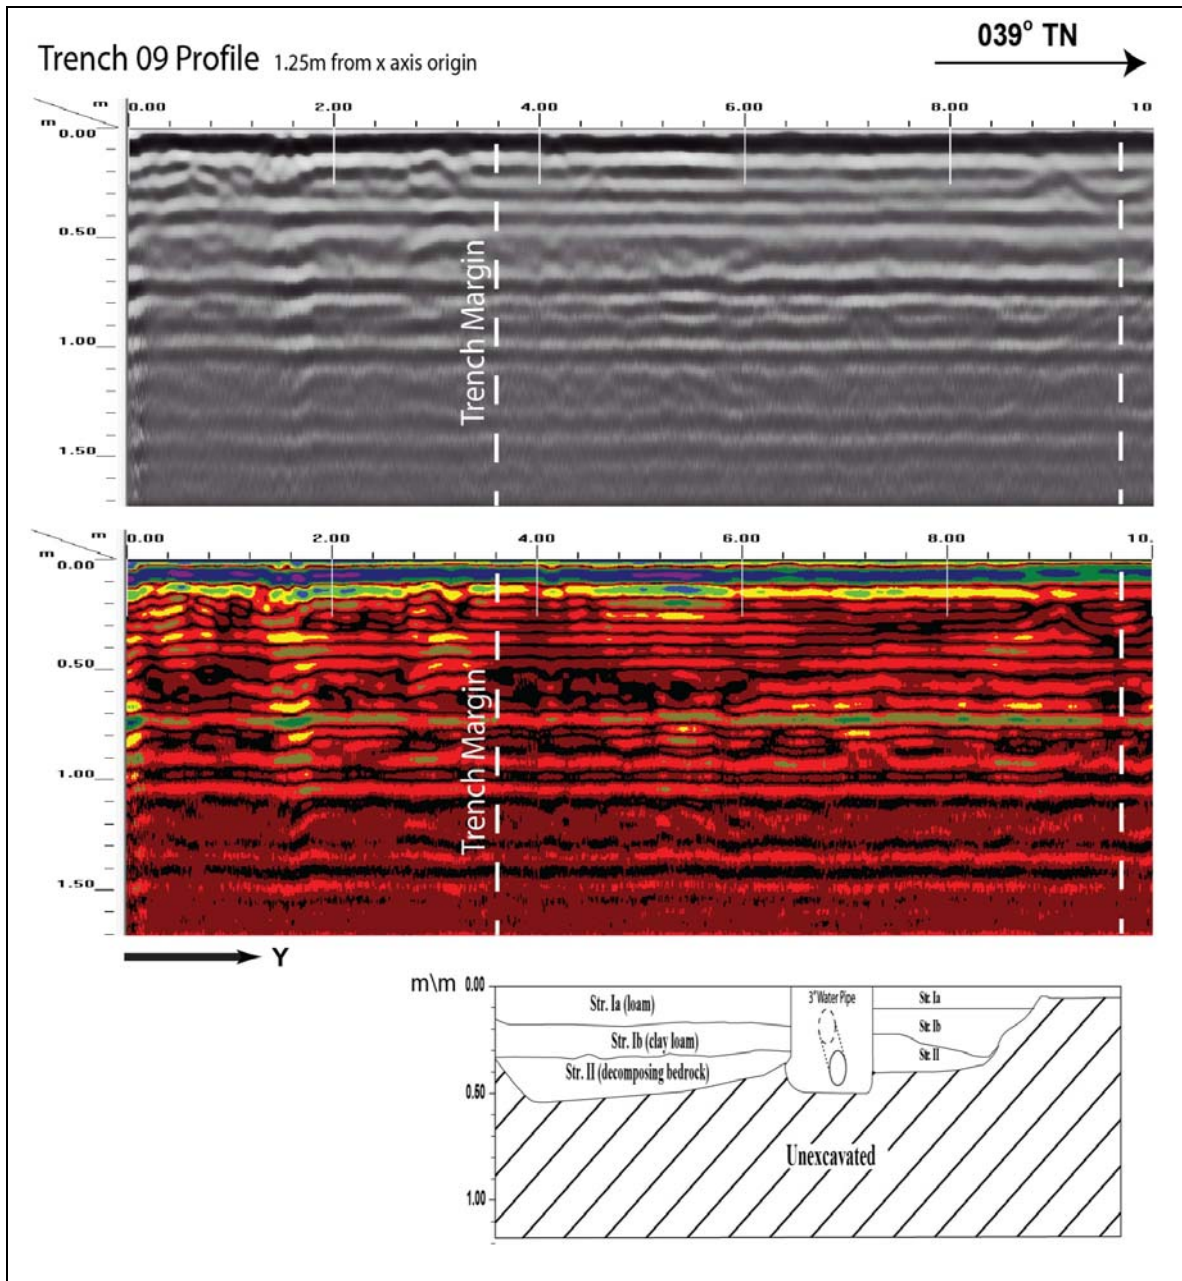 039° TN
Trench 09 Profile 1.25m from x axis origin
m 0.00 2.00 4.00 6.00 8.00 10.
m
0.00
0.50
1.00
1.50
Trench Margin
m 0.00 2.00 4.00 6.00 8.00 10.
m
0.00
0.50
1.00
1.50
Trench Margin
Y
m\m 0.00
0.50
1.00
Str. Ia (loam)
Str. Ib (clay loam)
Str. II (decomposing bedrock)
3"Water Pipe
Str. Ia
Str. Ib
Str. II
Unexcavated